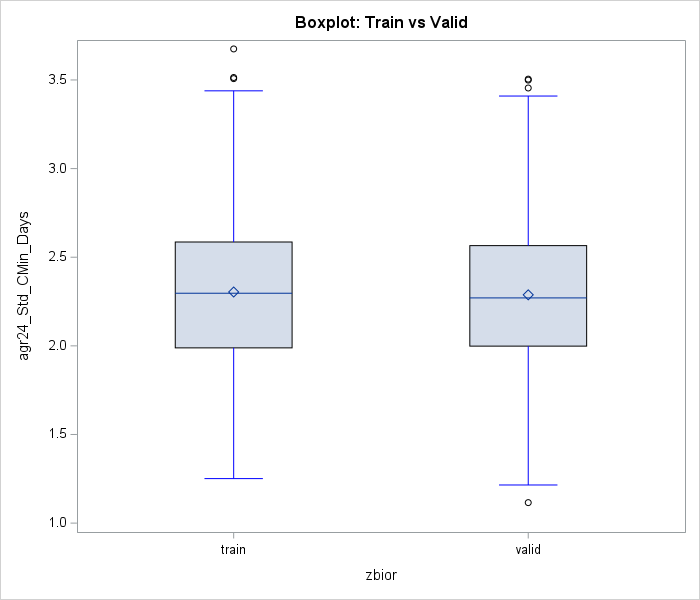 Boxplot: Train vs Valid
agr24_Std_CMin_Days
3.5
3.0
2.5
2.0
1.5
1.0
train valid
zbior